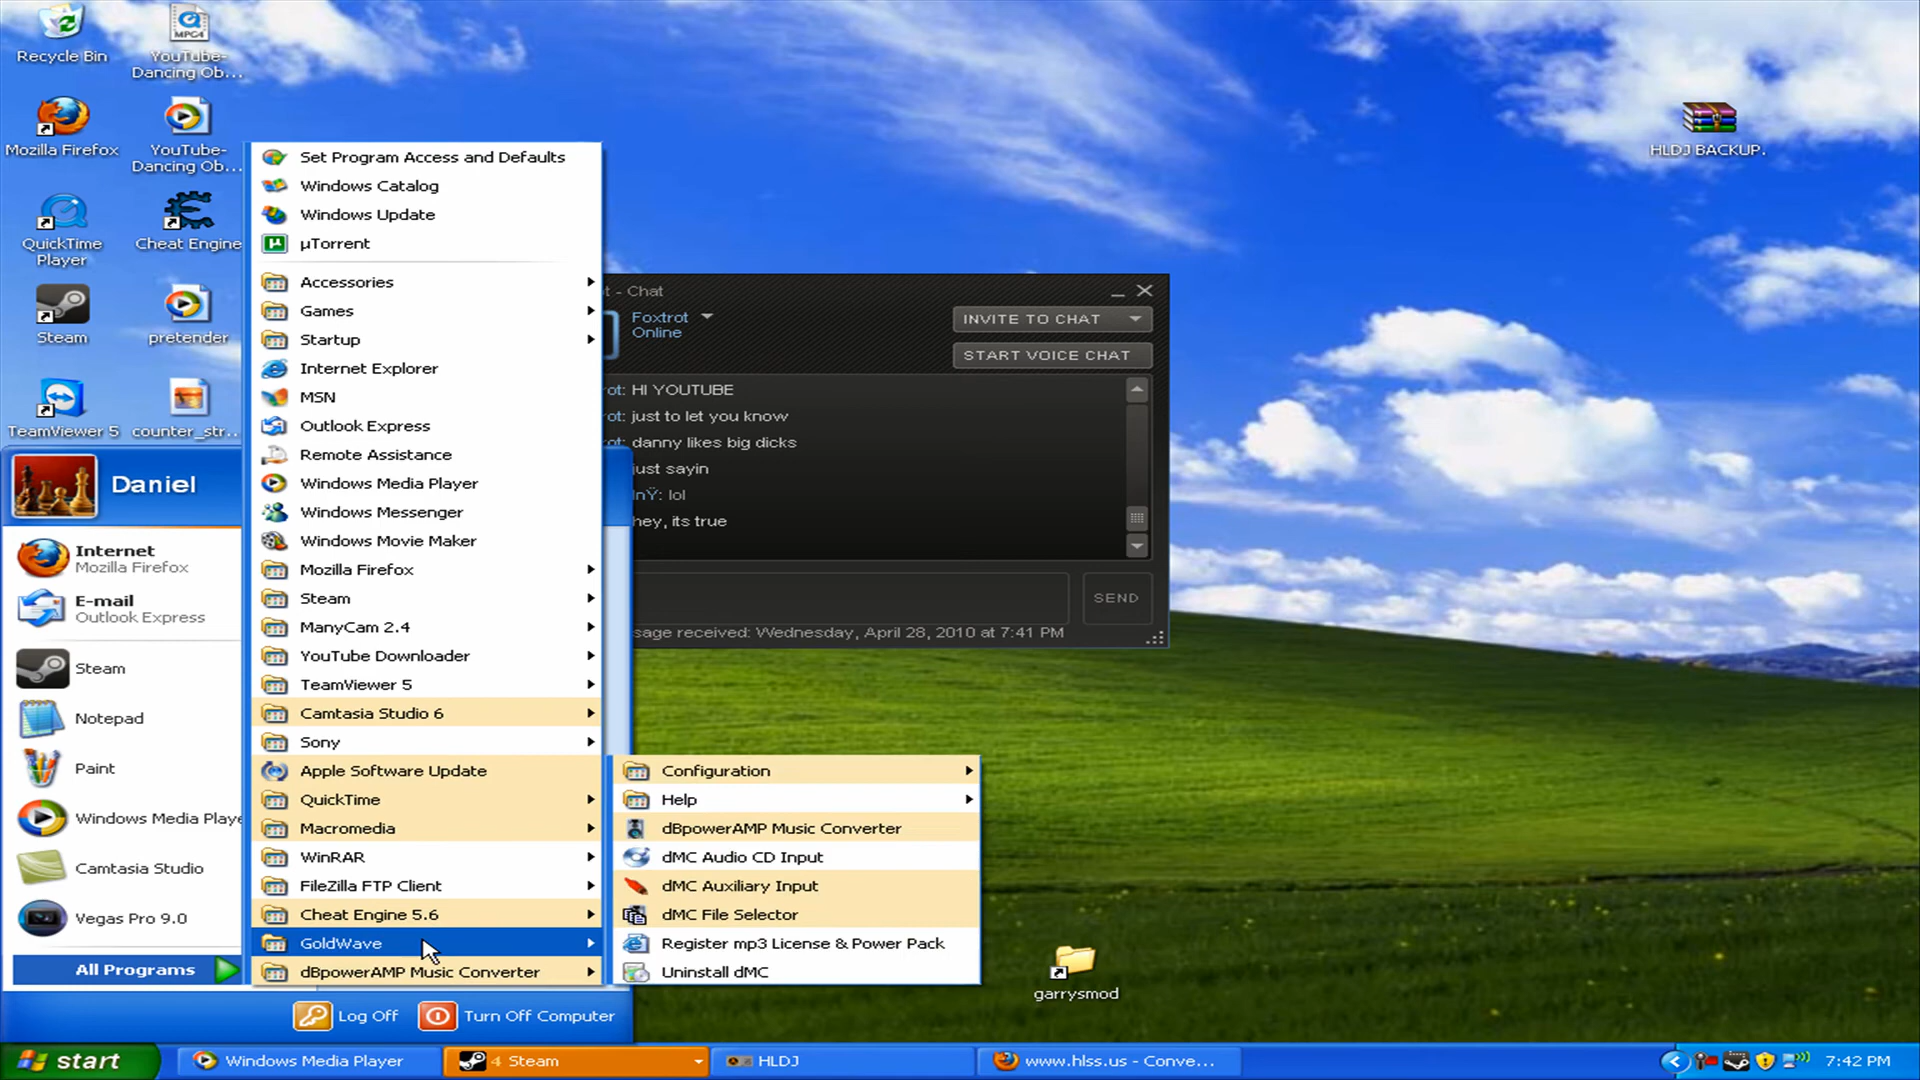 Recycle Bin
YouTube-
Dancing Ob...
Mozilla Firefox
YouTube-
Dancing Ob...
QuickTime
Player
Cheat Engine
Steam
pretender
TeamViewer 5
counter_str...
HLDJ BACKUP.
garrysmod
Daniel
Internet
Mozilla Firefox
E-mail
Outlook Express
Steam
Notepad
Paint
Windows Media Playe
Camtasia Studio
Vegas Pro 9.0
All Programs
Log Off
Turn Off Computer
Set Program Access and Defaults
Windows Catalog
Windows Update
µTorrent
Accessories
Games
Startup
Internet Explorer
MSN
Outlook Express
Remote Assistance
Windows Media Player
Windows Messenger
Windows Movie Maker
Mozilla Firefox
Steam
ManyCam 2.4
YouTube Downloader
TeamViewer 5
Camtasia Studio 6
Sony
Apple Software Update
QuickTime
Macromedia
WinRAR
FileZilla FTP Client
Cheat Engine 5.6
GoldWave
dBpowerAMP Music Converter
Configuration
Help
dBpowerAMP Music Converter
dMC Audio CD Input
dMC Auxiliary Input
dMC File Selector
Register mp3 License & Power Pack
Uninstall dMC
t - Chat
Foxtrot
Online
INVITE TO CHAT
START VOICE CHAT
rot: HI YOUTUBE
rot: just to let you know
rot: danny likes big dicks
just sayin
lnŸ: lol
hey, its true
SEND
sage received: Wednesday, April 28, 2010 at 7:41 PM
start
Windows Media Player
4 Steam
HLDJ
www.hlss.us - Conve...
7:42 PM